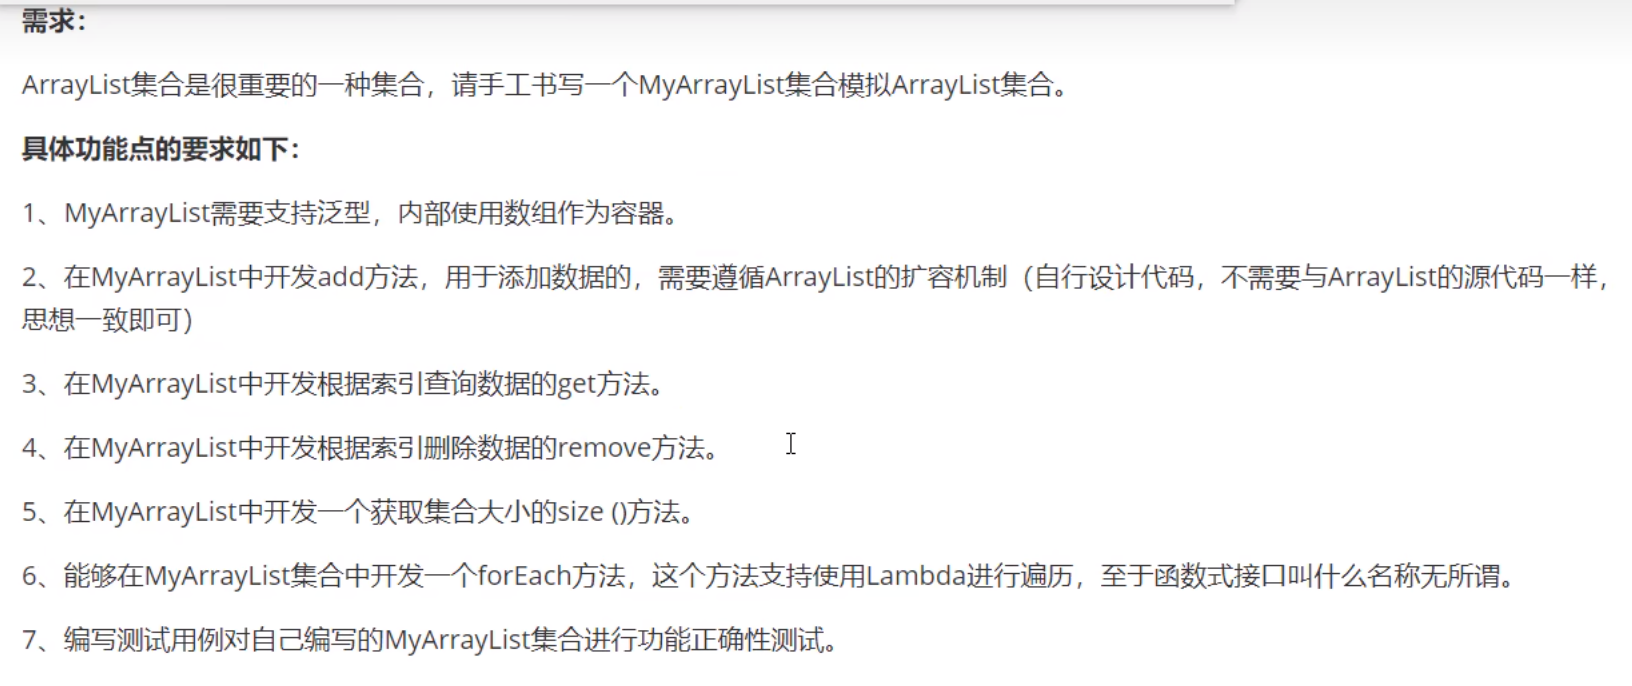 需求：
ArrayList集合是很重要的一种集合，请手工书写一个MyArrayList集合模拟ArrayList集合。
具体功能点的要求如下：
1、MyArrayList需要支持泛型，内部使用数组作为容器。
2、在MyArrayList中开发add方法，用于添加数据的，需要遵循ArrayList的扩容机制（自行设计代码，不需要与ArrayList的源代码一样，
思想一致即可）
3、在MyArrayList中开发根据索引查询数据的get方法。
4、在MyArrayList中开发根据索引删除数据的remove方法。
5、在MyArrayList中开发一个获取集合大小的size ()方法。
6、能够在MyArrayList集合中开发一个forEach方法，这个方法支持使用Lambda进行遍历，至于函数式接口叫什么名称无所谓。
7、编写测试用例对自己编写的MyArrayList集合进行功能正确性测试。